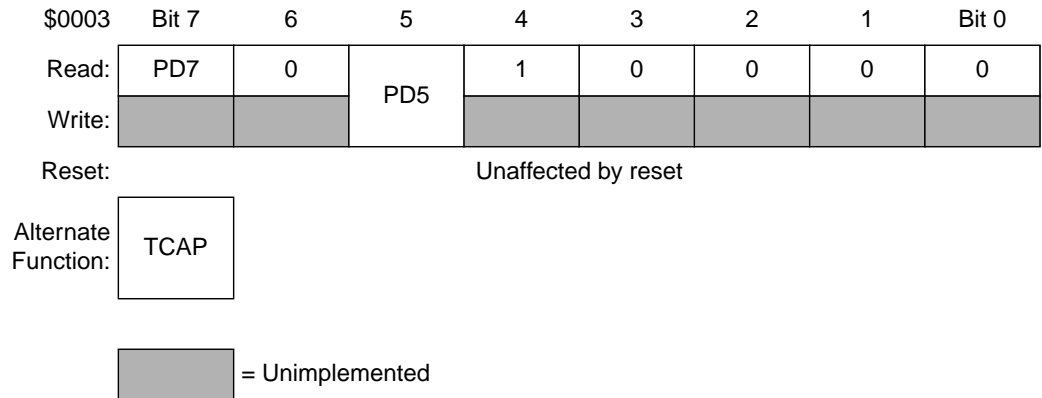 $0003 Bit 7 6 5 4 3 2 1 Bit 0
Read: PD7 0 PD5 1 0 0 0 0
Write:
Reset: Unaffected by reset
Alternate
Function: TCAP
= Unimplemented